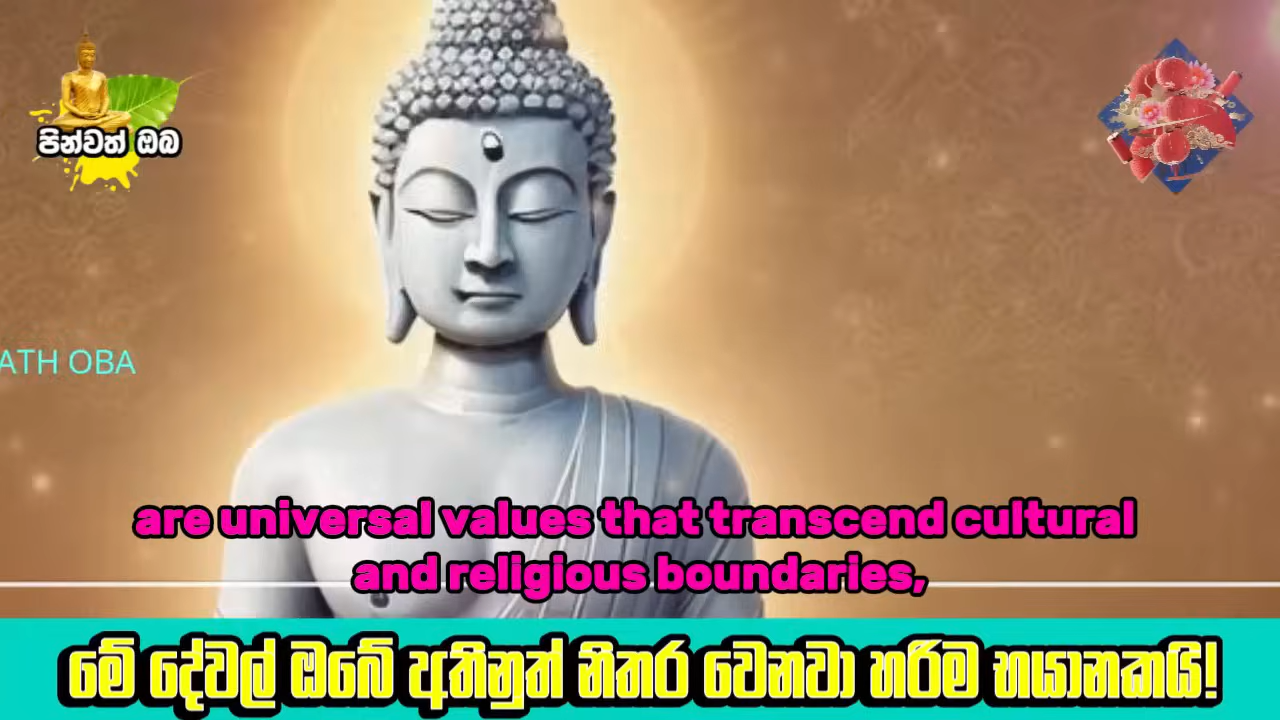 පින්වත් ඔබ
ATH OBA
are universal values that transcend cultural
and religious boundaries,
මේ දේවල් ඔබේ අතිනුත් නිතර වෙනවා හරිම භයානකයි!